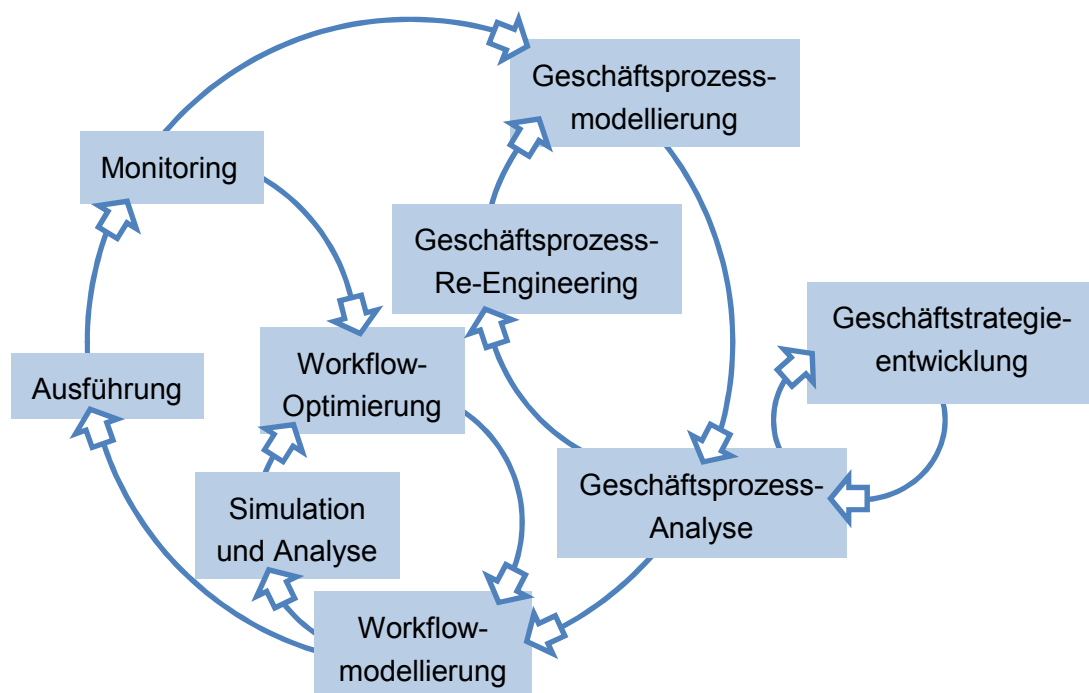 Geschäftsprozess-
modellierung
Monitoring
Geschäftsprozess-
Re-Engineering
Geschäftstrategie-
entwicklung
Workflow-
Optimierung
Ausführung
Geschäftsprozess-
Analyse
Simulation
und Analyse
Workflow-
modellierung